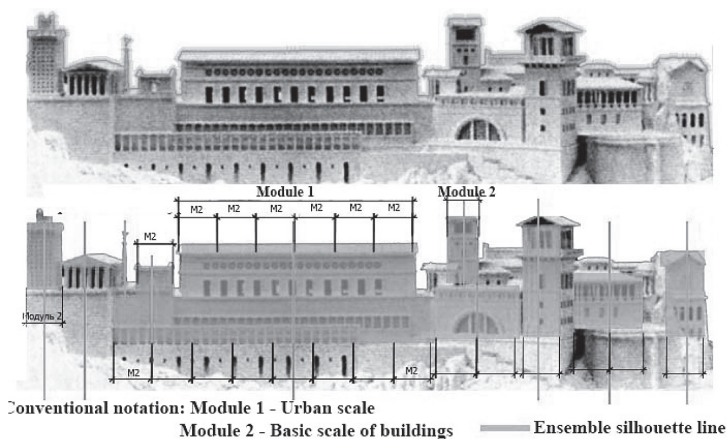 Module 1
Module 2
M2 M2 M2 M2 M2 M2
M2
Модуль 2
M2 M2
Conventional notation: Module 1 - Urban scale
Module 2 - Basic scale of buildings
Ensemble silhouette line